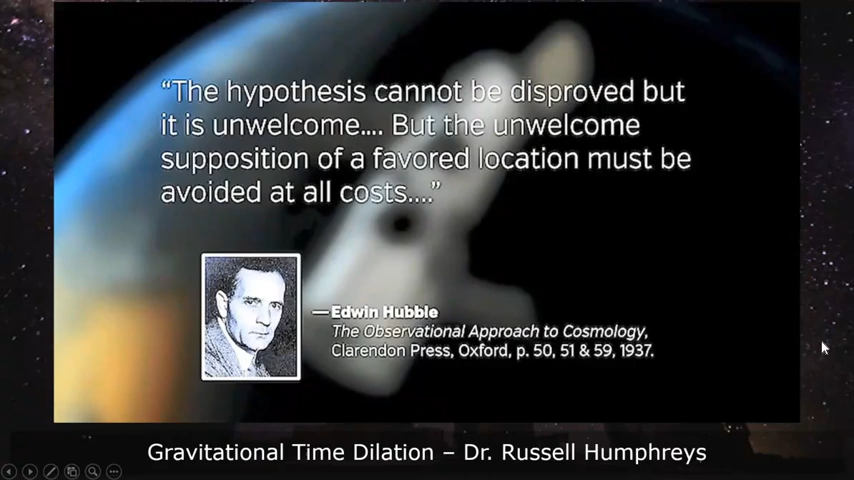 “The hypothesis cannot be disproved but
it is unwelcome.... But the unwelcome
supposition of a favored location must be
avoided at all costs....”
—Edwin Hubble
The Observational Approach to Cosmology,
Clarendon Press, Oxford, p. 50, 51 & 59, 1937.
Gravitational Time Dilation – Dr. Russell Humphreys